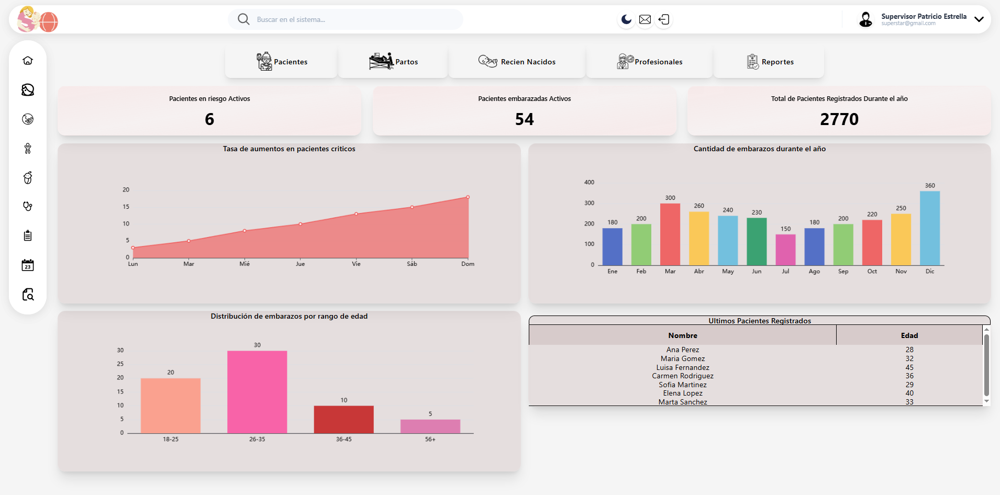 Buscar en el sistema...
Supervisor Patricio Estrella
superstar@gmail.com
Pacientes
Partos
Recien Nacidos
Profesionales
Reportes
23
Pacientes en riesgo Activos
6
Pacientes embarazadas Activos
54
Total de Pacientes Registrados Durante el año
2770
Tasa de aumentos en pacientes criticos
20
15
10
5
0
Lun Mar Mié Jue Vie Sáb Dom
Cantidad de embarazos durante el año
400
300
200
100
0
180 200 300 260 240 230 150 180 200 220 250 360
Ene Feb Mar Abr May Jun Jul Ago Sep Oct Nov Dic
Distribución de embarazos por rango de edad
30
25
20
15
10
5
0
20 30 10 5
18-25 26-35 36-45 56+
Ultimos Pacientes Registrados
Nombre Edad
Ana Perez 28
Maria Gomez 32
Luisa Fernandez 45
Carmen Rodriguez 36
Sofia Martinez 29
Elena Lopez 40
Marta Sanchez 33